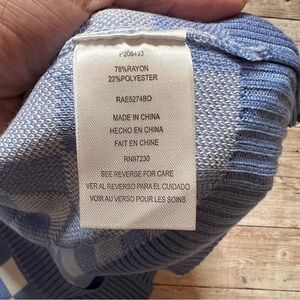 P208493
78%RAYON
22%POLYESTER
RAE5274BO
MADE IN CHINA
HECHO EN CHINA
FAIT EN CHINE
RN97230
SEE REVERSE FOR CARE
VER AL REVERSO PARA EL CUIDADO
VOIR AU VERSO POUR LES SOINS